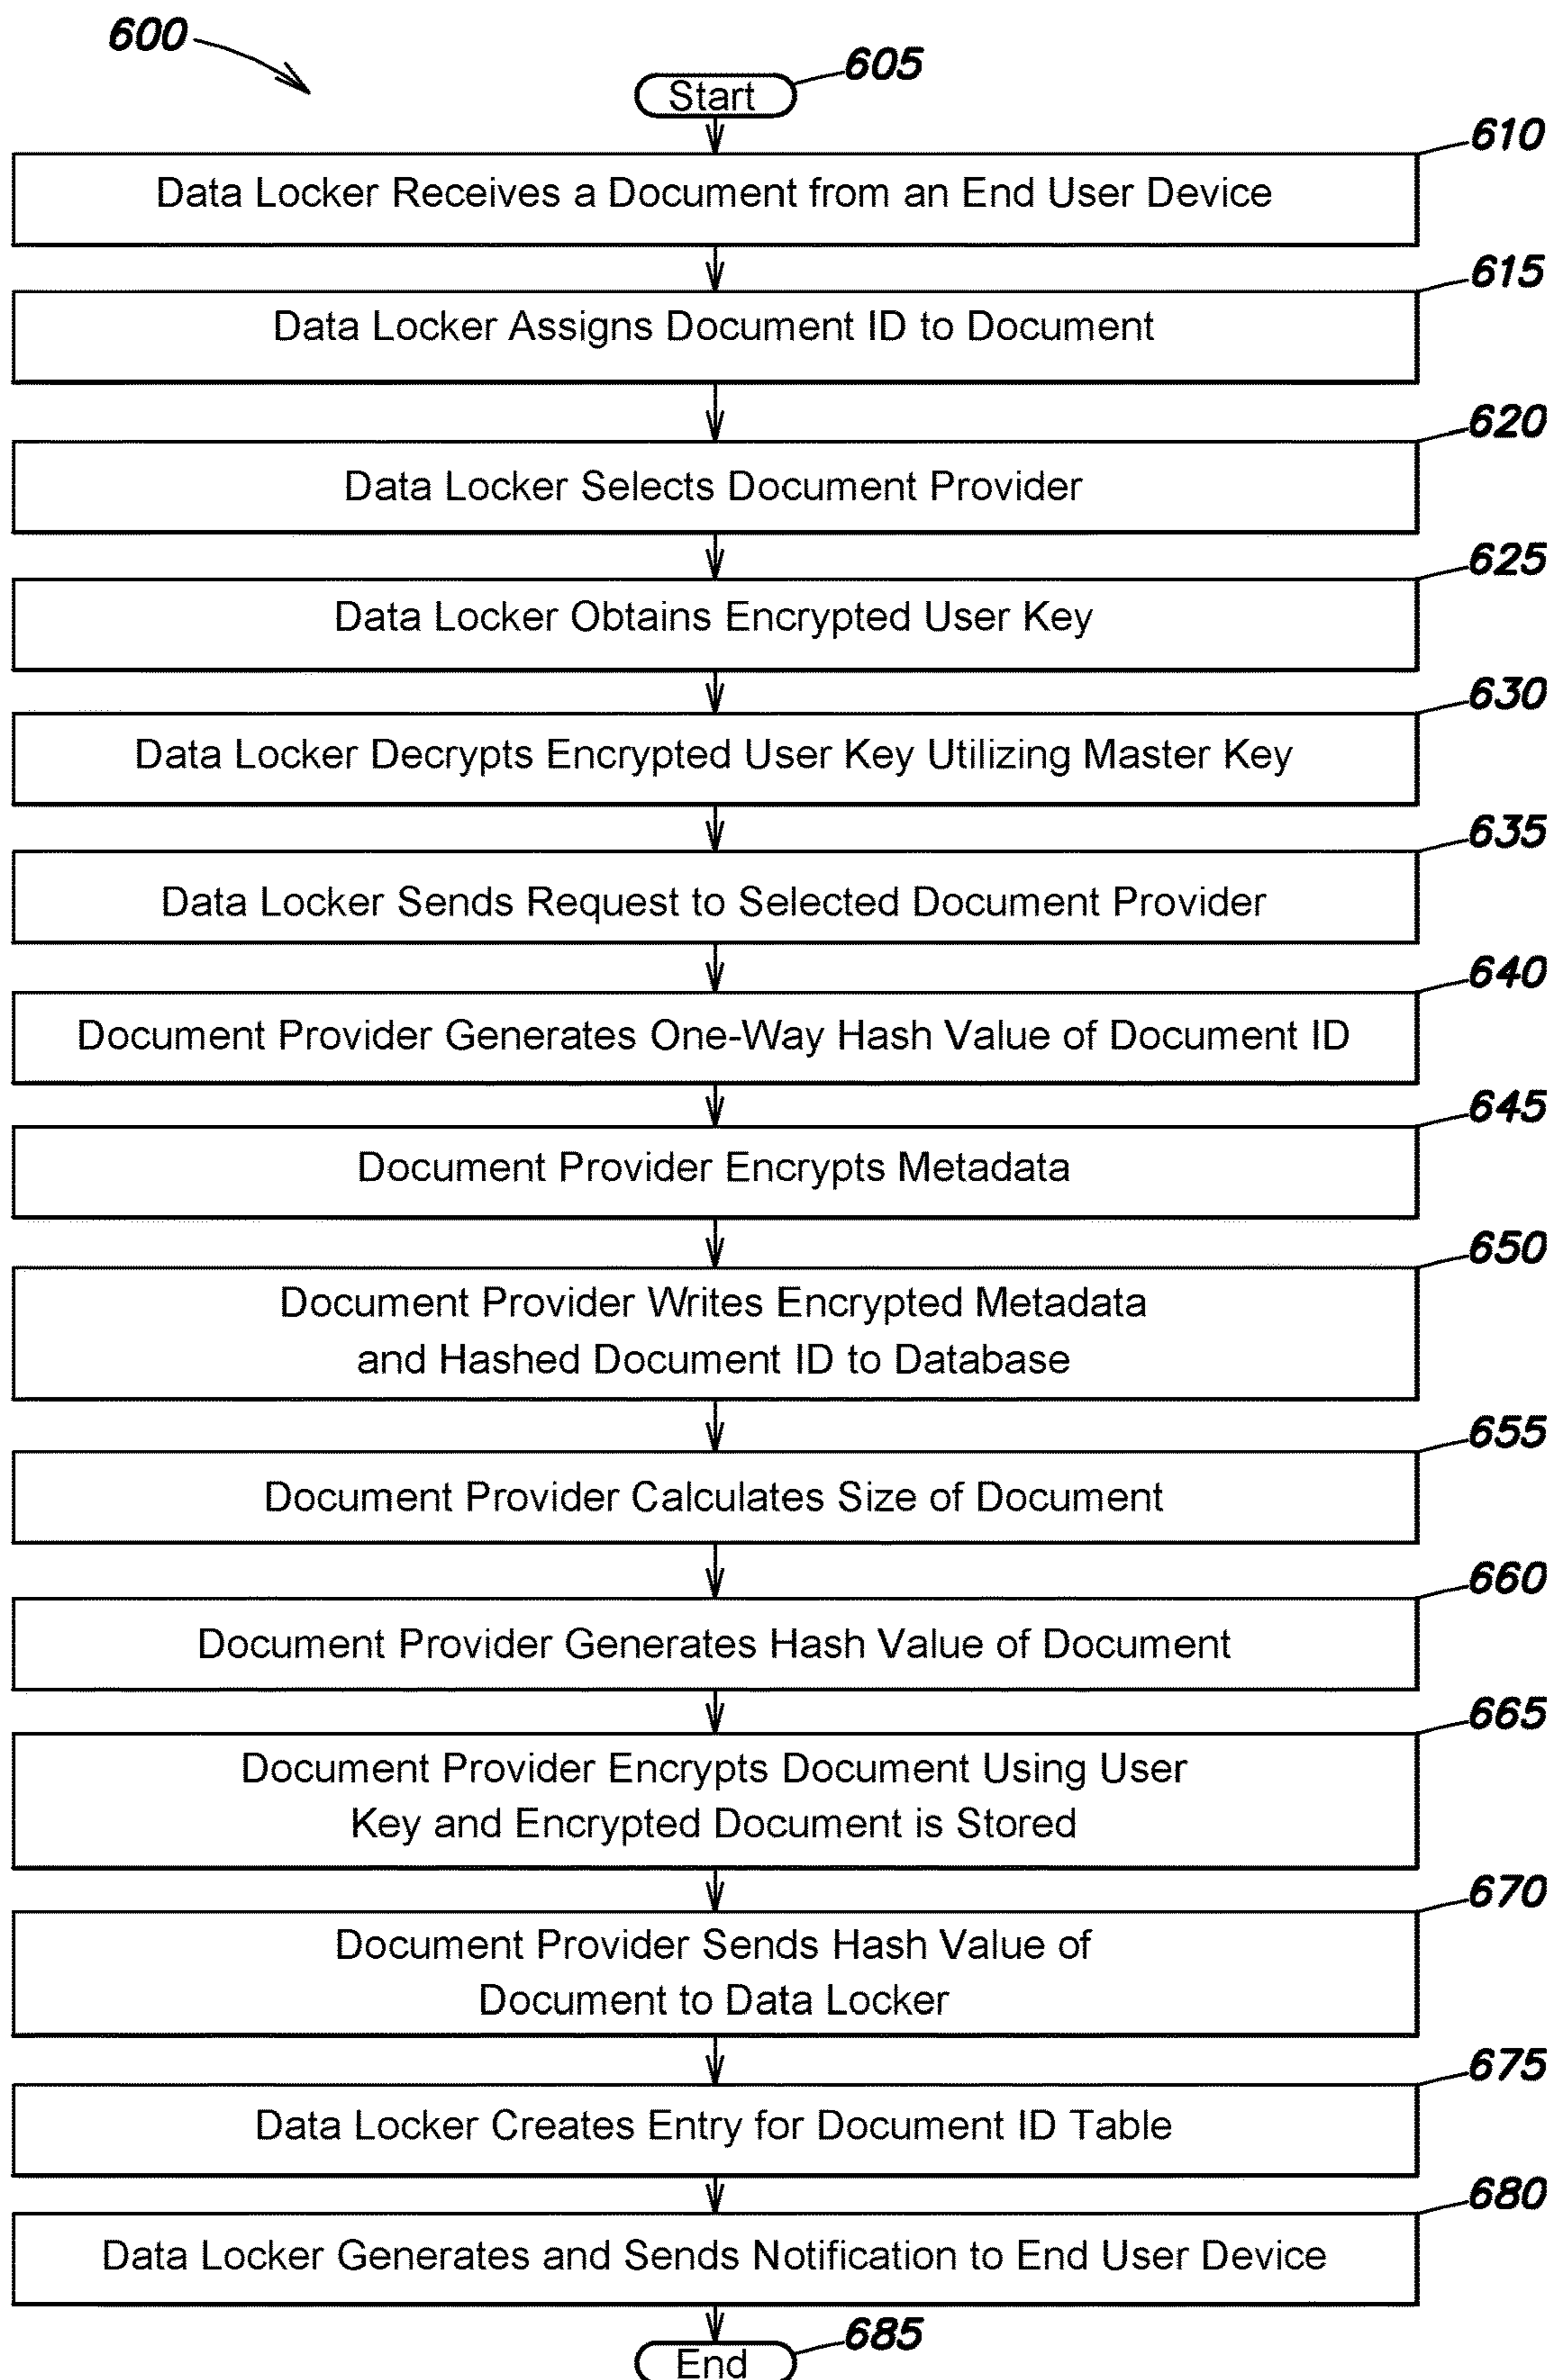 600
Start
605
610
Data Locker Receives a Document from an End User Device
615
Data Locker Assigns Document ID to Document
620
Data Locker Selects Document Provider
625
Data Locker Obtains Encrypted User Key
630
Data Locker Decrypts Encrypted User Key Utilizing Master Key
635
Data Locker Sends Request to Selected Document Provider
640
Document Provider Generates One-Way Hash Value of Document ID
645
Document Provider Encrypts Metadata
650
Document Provider Writes Encrypted Metadata
and Hashed Document ID to Database
655
Document Provider Calculates Size of Document
660
Document Provider Generates Hash Value of Document
665
Document Provider Encrypts Document Using User
Key and Encrypted Document is Stored
670
Document Provider Sends Hash Value of
Document to Data Locker
675
Data Locker Creates Entry for Document ID Table
680
Data Locker Generates and Sends Notification to End User Device
685
End